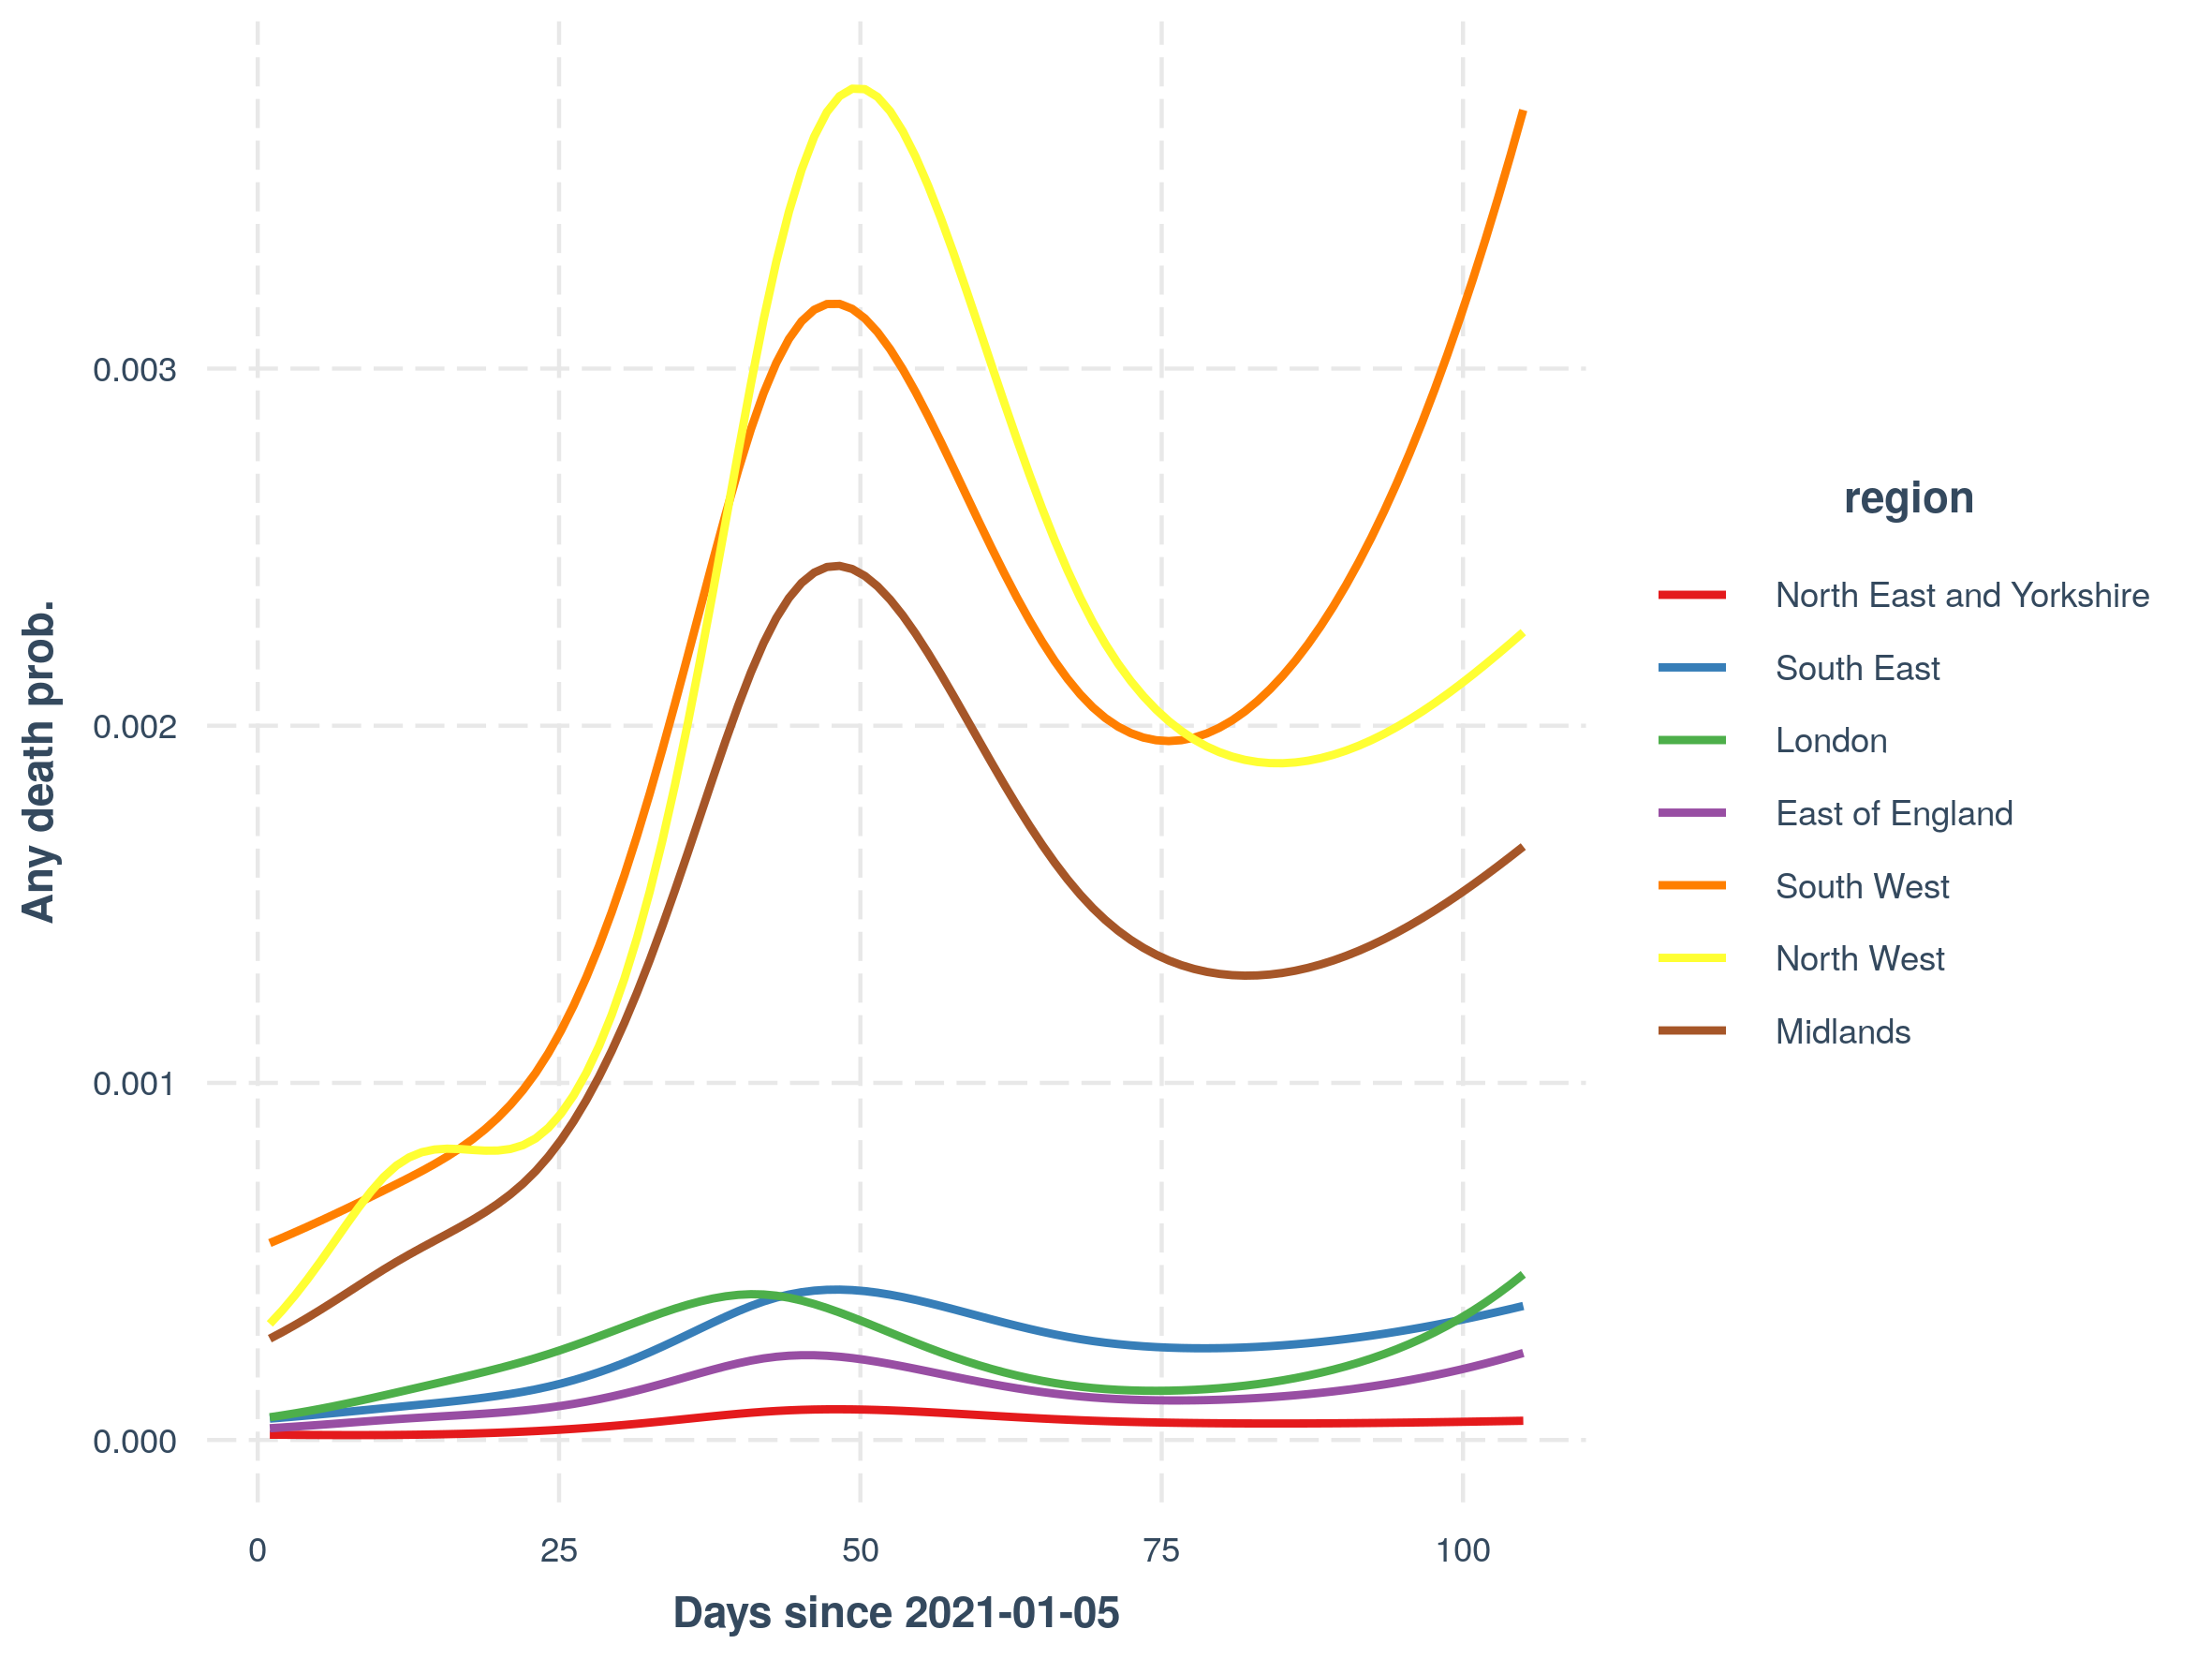 Any death prob.
0.003
0.002
0.001
0.000
0
25
50
75
100
Days since 2021-01-05
region
North East and Yorkshire
South East
London
East of England
South West
North West
Midlands